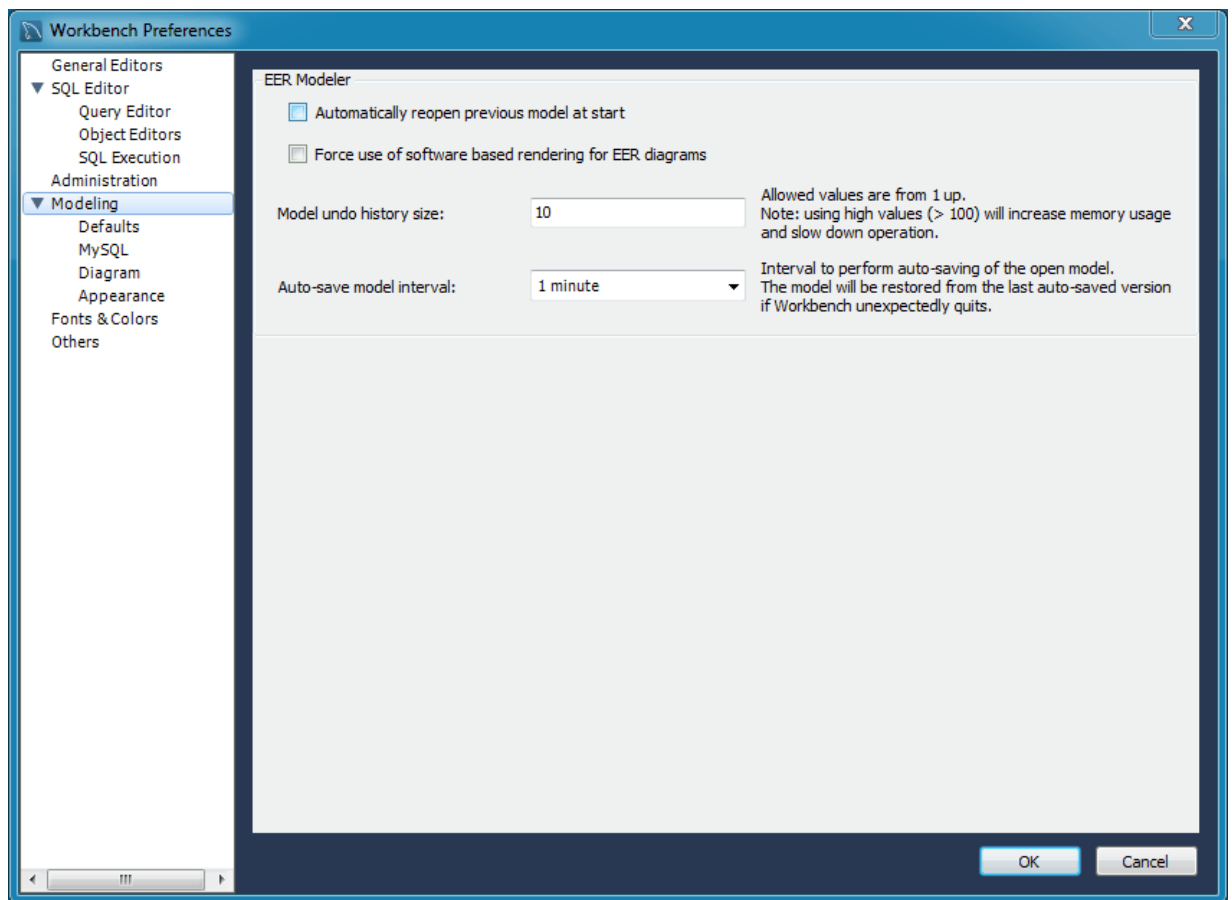 Workbench Preferences
General Editors
SQL Editor
Query Editor
Object Editors
SQL Execution
Administration
Modeling
Defaults
MySQL
Diagram
Appearance
Fonts & Colors
Others
EER Modeler
Automatically reopen previous model at start
Force use of software based rendering for EER diagrams
Model undo history size:
10
Allowed values are from 1 up.
Note: using high values (> 100) will increase memory usage
and slow down operation.
Auto-save model interval:
1 minute
Interval to perform auto-saving of the open model.
The model will be restored from the last auto-saved version
if Workbench unexpectedly quits.
OK
Cancel